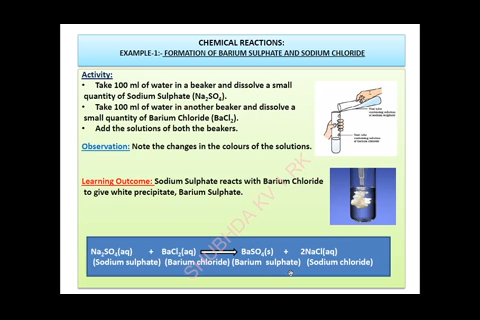 CHEMICAL REACTIONS:
EXAMPLE-1:- FORMATION OF BARIUM SULPHATE AND SODIUM CHLORIDE
Activity:
• Take 100 ml of water in a beaker and dissolve a small
quantity of Sodium Sulphate (Na₂SO₄).
• Take 100 ml of water in another beaker and dissolve a
small quantity of Barium Chloride (BaCl₂).
• Add the solutions of both the beakers.
Observation: Note the changes in the colours of the solutions.
Learning Outcome: Sodium Sulphate reacts with Barium Chloride
to give white precipitate, Barium Sulphate.
Na₂SO₄(aq) + BaCl₂(aq) ⟶ BaSO₄(s) + 2NaCl(aq)
(Sodium sulphate) (Barium chloride) (Barium sulphate) (Sodium chloride)